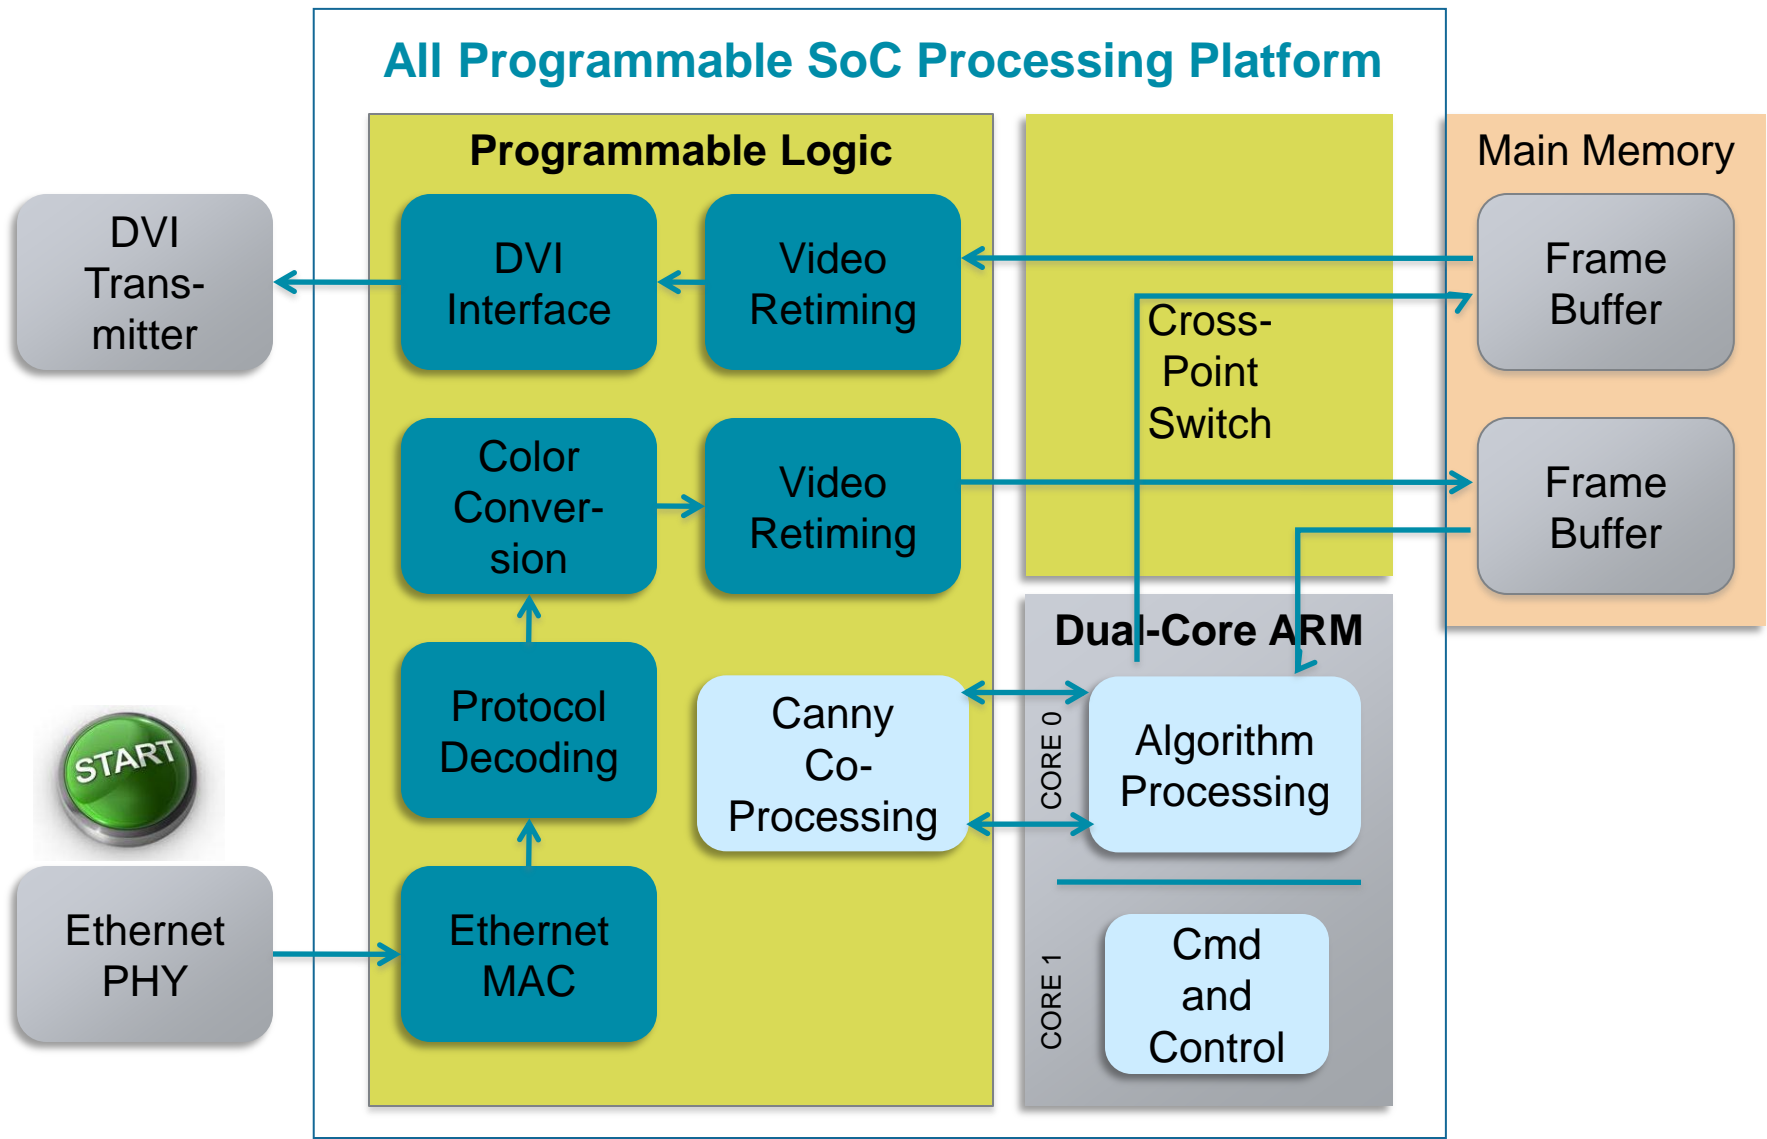 All Programmable SoC Processing Platform
Programmable Logic
Main Memory
DVI
Trans-
mitter
DVI
Interface
Video
Retiming
Frame
Buffer
Cross-
Point
Switch
Color
Conver-
sion
Video
Retiming
Frame
Buffer
Dual-Core ARM
Protocol
Decoding
Canny
Co-
Processing
CORE 0
Algorithm
Processing
START
Ethernet
PHY
Ethernet
MAC
CORE 1
Cmd
and
Control